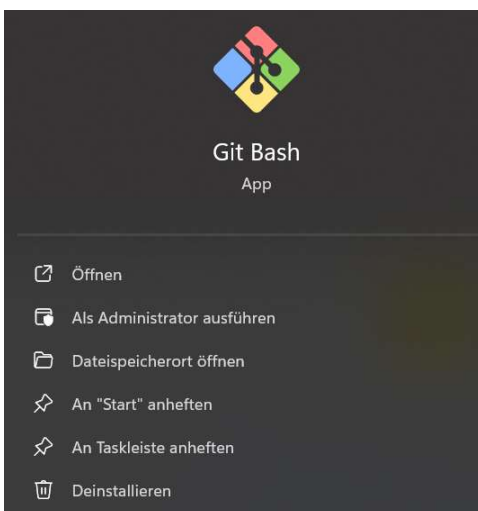 Git Bash
App
Öffnen
Als Administrator ausführen
Dateispeicherort öffnen
An "Start" anheften
An Taskleiste anheften
Deinstallieren